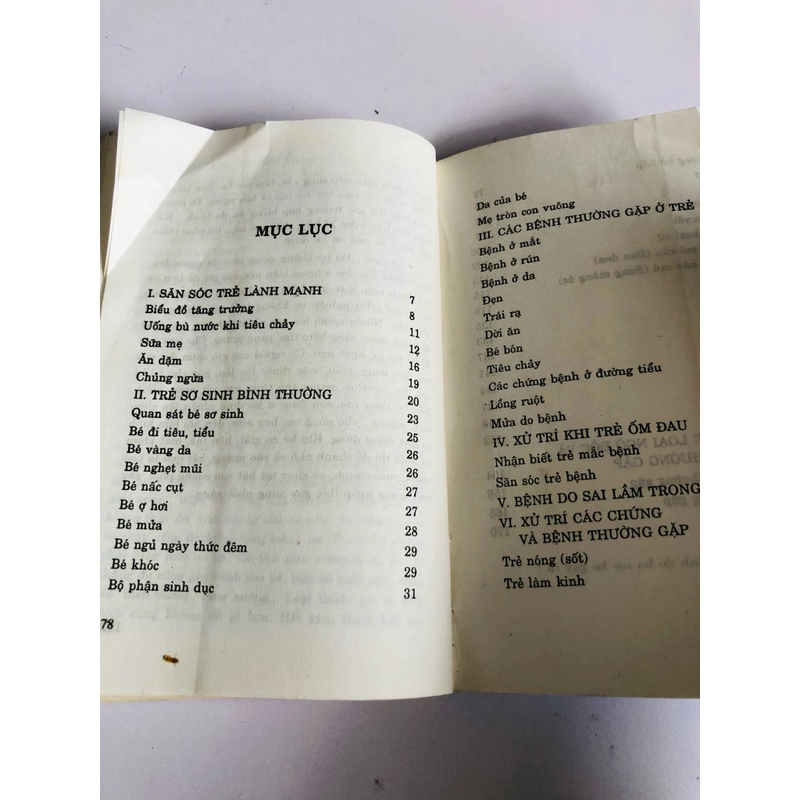 MỤC LỤC
I. SĂN SÓC TRẺ LÀNH MẠNH 7
Biểu đồ tăng trưởng 8
Uống bù nước khi tiêu chảy 11
Sữa mẹ 12
Ăn dặm 16
Chủng ngừa 19
II. TRẺ SƠ SINH BÌNH THƯỜNG 20
Quan sát bé sơ sinh 23
Bé đi tiêu, tiểu 25
Bé vàng da 26
Bé nghẹt mũi 26
Bé nấc cụt 27
Bé ợ hơi 27
Bé mửa 28
Bé ngủ ngày thức đêm 29
Bé khóc 29
Bộ phận sinh dục 31
78
Da của bé
Mẹ tròn con vuông
III. CÁC BỆNH THƯỜNG GẶP Ở TRẺ
Bệnh ở mắt
Bệnh ở rún
Bệnh ở da
Đẹn
Trái rạ
Dời ăn
Bé bón
Tiêu chảy
Các chứng bệnh ở đường tiểu
Lồng ruột
Mửa do bệnh
IV. XỬ TRÍ KHI TRẺ ỐM ĐAU
Nhận biết trẻ mắc bệnh
Săn sóc trẻ bệnh
V. BỆNH DO SAI LẦM TRONG
VI. XỬ TRÍ CÁC CHỨNG
VÀ BỆNH THƯỜNG GẶP
Trẻ nóng (sốt)
Trẻ làm kinh